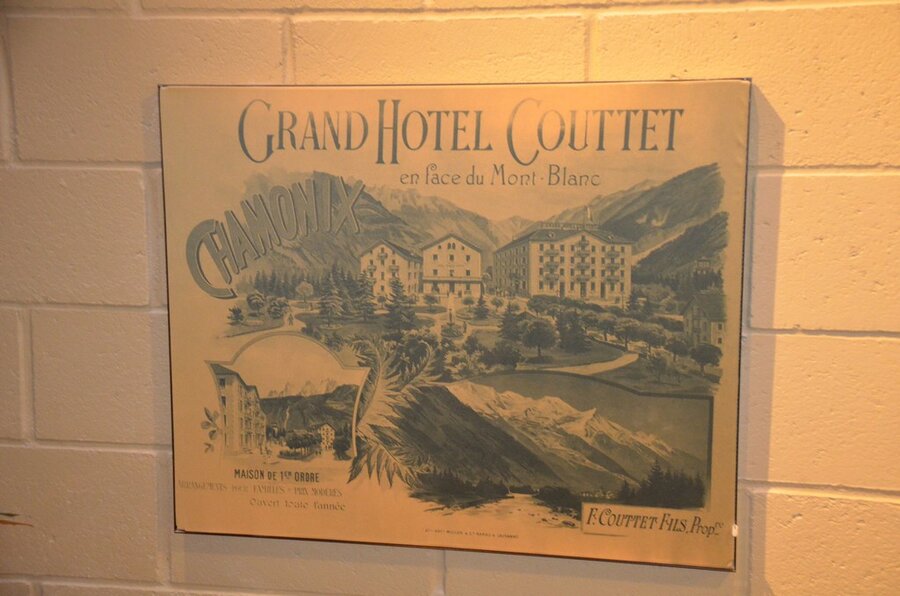 GRAND HOTEL COUTTET
en face du Mont-Blanc
CHAMONIX
MAISON DE 1ER ORDRE
ARRANGEMENTS POUR FAMILLES - PRIX MODÉRÉS
Ouvert toute l'année
F. COUTTET FILS, Propres